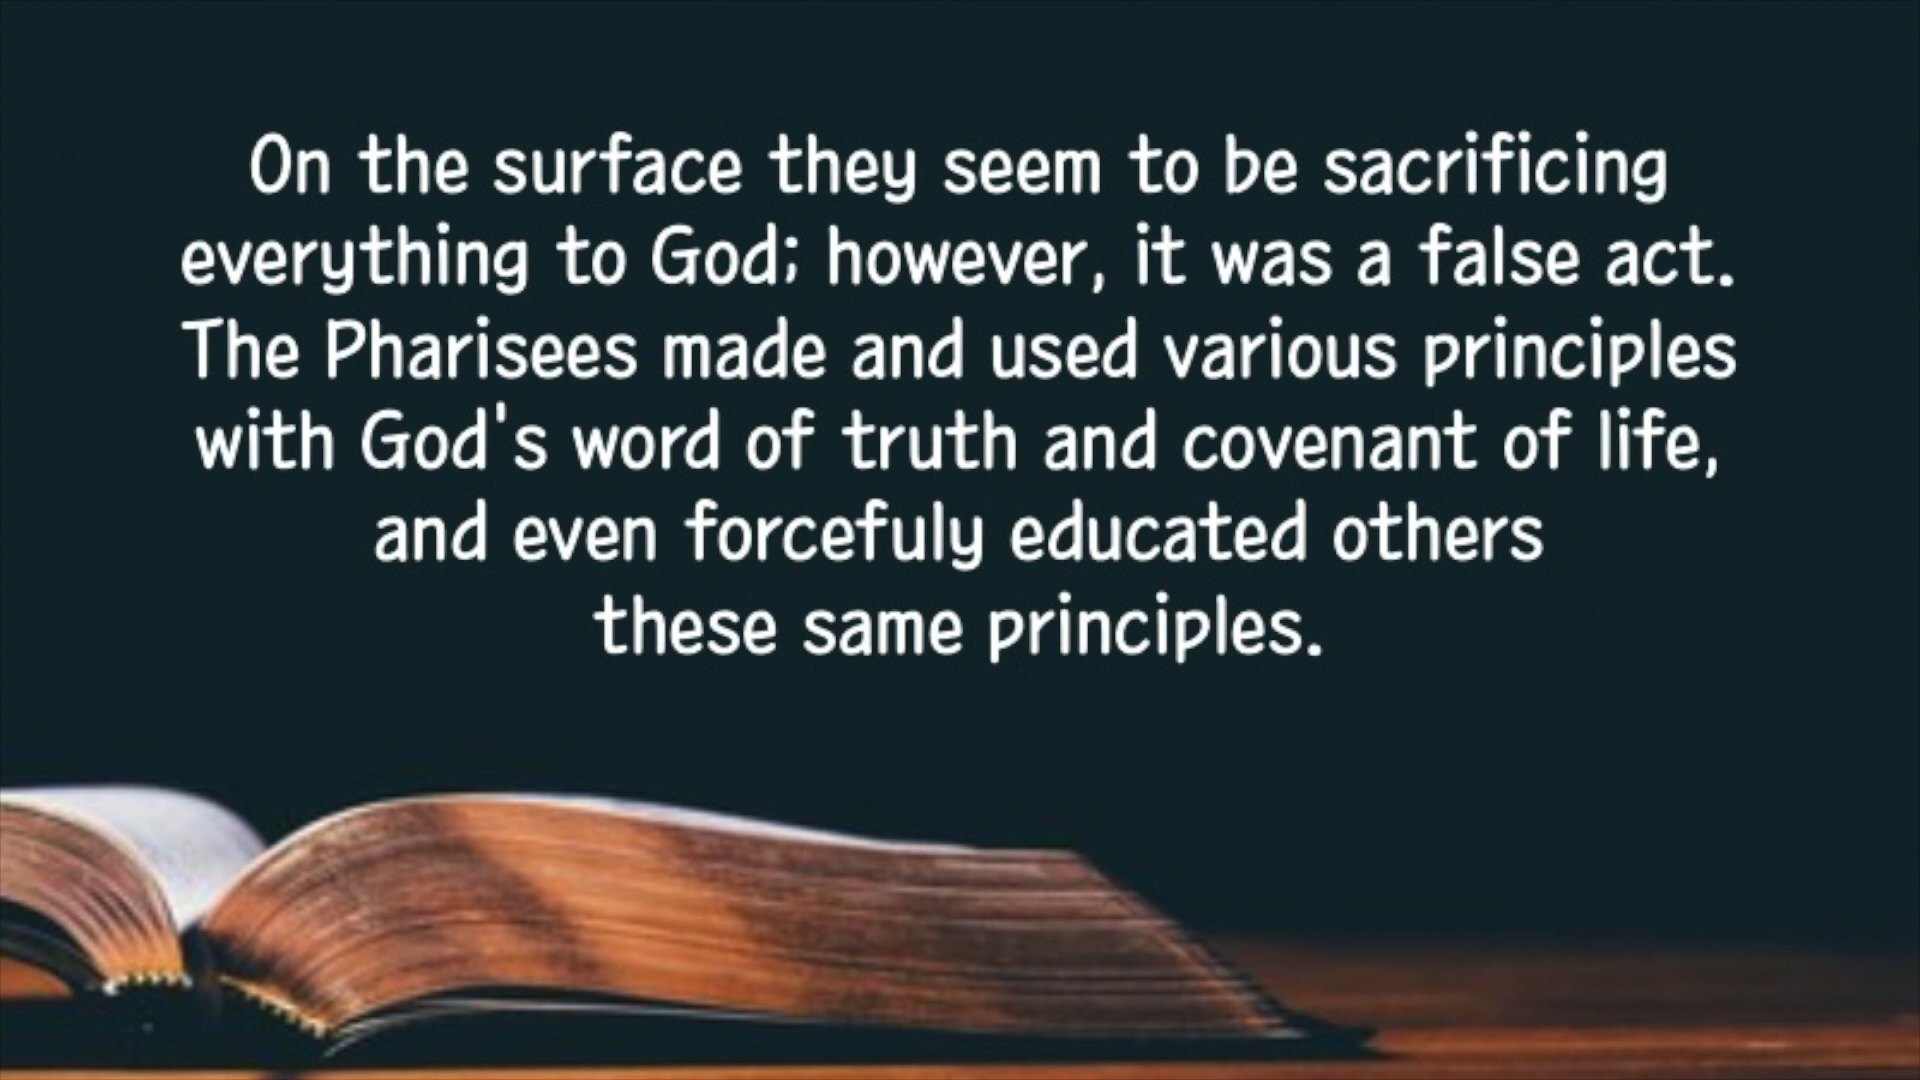 On the surface they seem to be sacrificing
everything to God; however, it was a false act.
The Pharisees made and used various principles
with God's word of truth and covenant of life,
and even forcefuly educated others
these same principles.